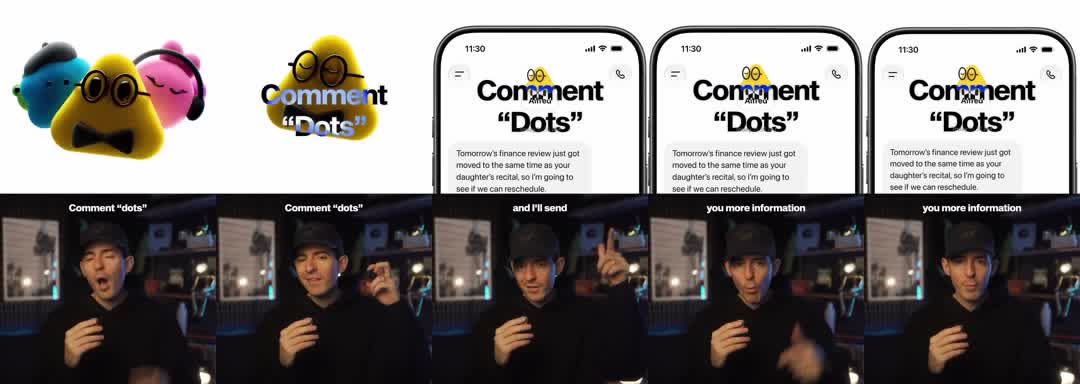 Comment
“Dots”
11:30
Comment
Alfred
“Dots”
Tomorrow’s finance review just got
moved to the same time as your
daughter’s recital, so I’m going to
see if we can reschedule.
11:30
Comment
Alfred
“Dots”
Tomorrow’s finance review just got
moved to the same time as your
daughter’s recital, so I’m going to
see if we can reschedule.
11:30
Comment
Alfred
“Dots”
Tomorrow’s finance review just got
moved to the same time as your
daughter’s recital, so I’m going to
see if we can reschedule.
Comment “dots”
Comment “dots”
and I’ll send
you more information
you more information